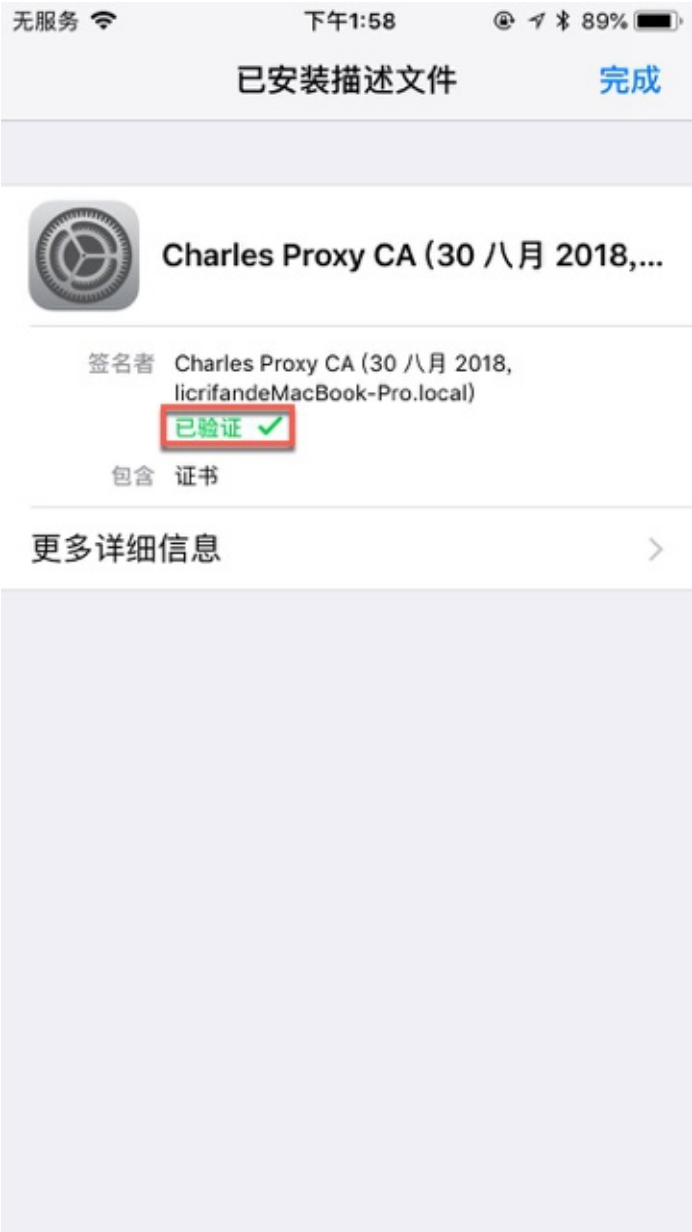 无服务 下午1:58 89%
已安装描述文件 完成
Charles Proxy CA (30 八月 2018,...
签名者 Charles Proxy CA (30 八月 2018,
licrifandeMacBook-Pro.local)
已验证
包含 证书
更多详细信息